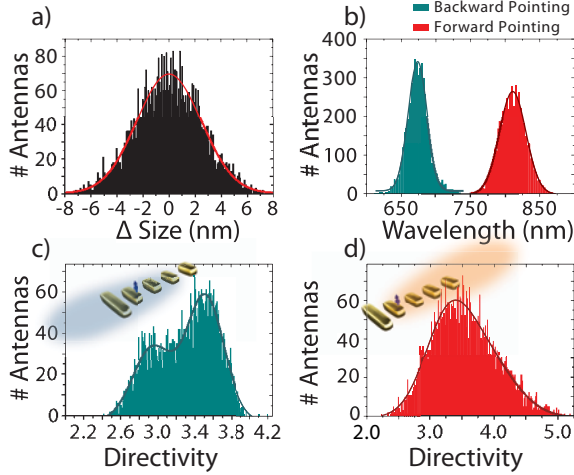 Backward Pointing
Forward Pointing
a)
b)
# Antennas
80
60
40
20
0
-8 -6 -4 -2 0 2 4 6 8
Δ Size (nm)
# Antennas
400
300
200
100
0
650 750 850
Wavelength (nm)
c)
d)
# Antennas
60
40
20
0
2.0 2.6 3.0 3.4 3.8 4.2
Directivity
# Antennas
80
60
40
20
0
2.0 3.0 4.0 5.0
Directivity